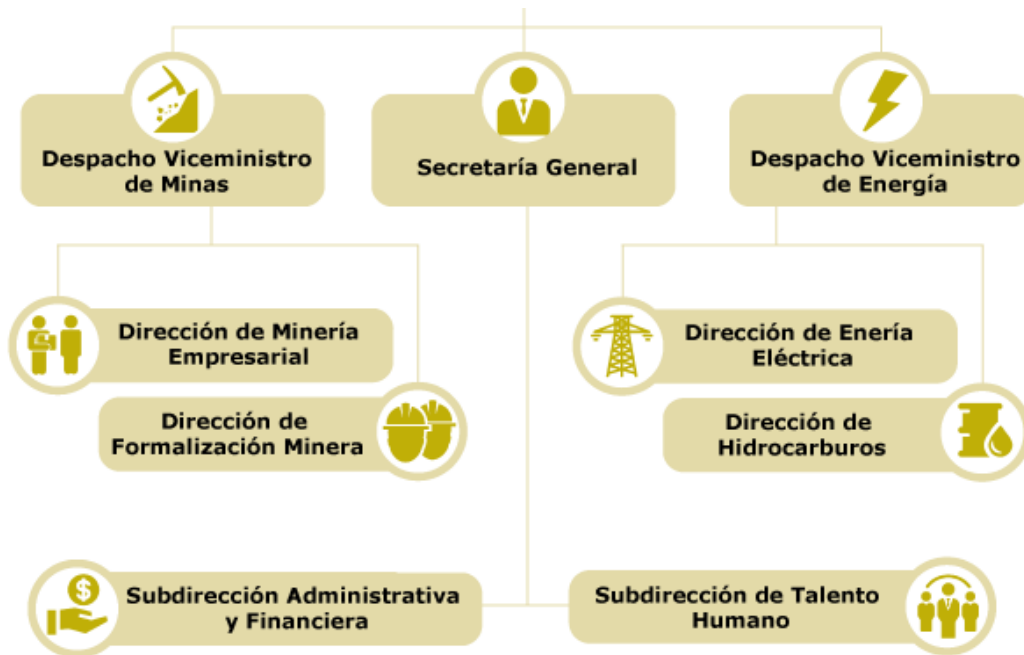 Despacho Viceministro
de Minas
Secretaría General
Despacho Viceministro
de Energía
Dirección de Minería
Empresarial
Dirección de
Formalización Minera
Dirección de Enería
Eléctrica
Dirección de
Hidrocarburos
Subdirección Administrativa
y Financiera
$
Subdirección de Talento
Humano